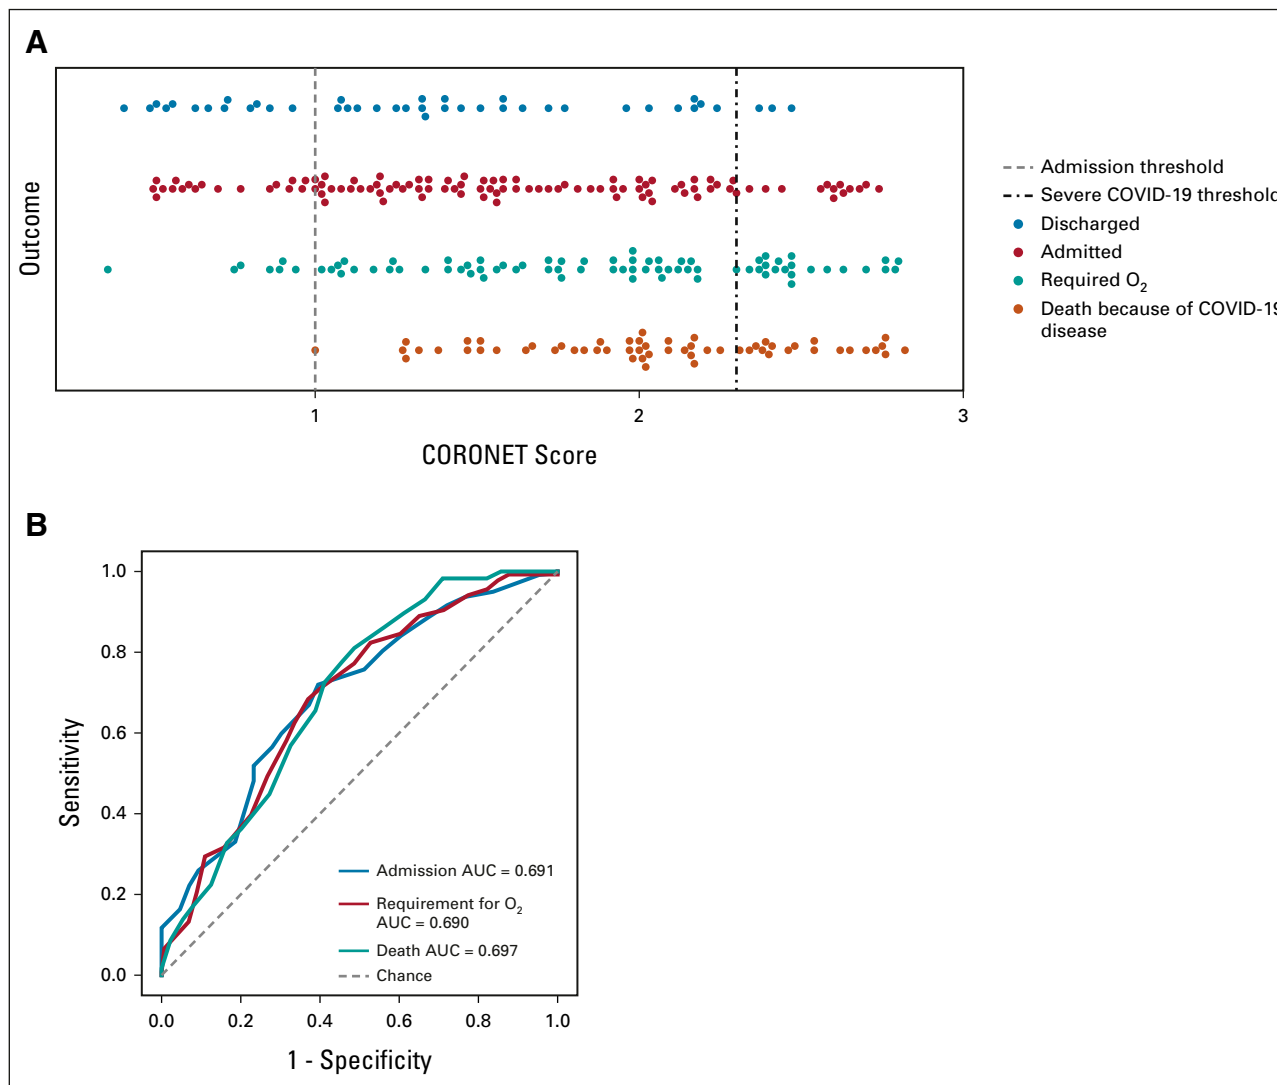 A
Outcome
1
2
3
CORONET Score
Admission threshold
Severe COVID-19 threshold
Discharged
Admitted
Required O2
Death because of COVID-19
disease
B
Sensitivity
1.0
0.8
0.6
0.4
0.2
0.0
Admission AUC = 0.691
Requirement for O2
AUC = 0.690
Death AUC = 0.697
Chance
0.0
0.2
0.4
0.6
0.8
1.0
1 - Specificity